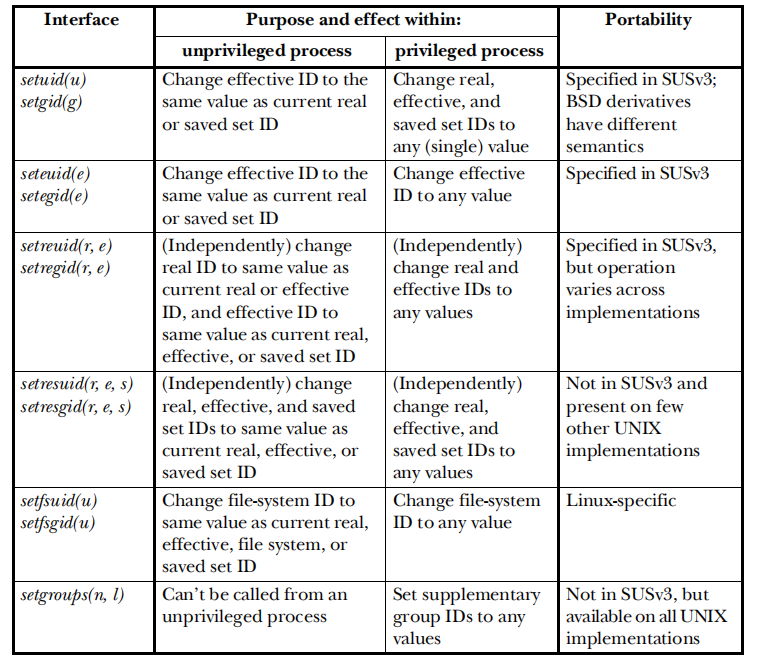 Interface
Purpose and effect within:
Portability
unprivileged process
privileged process
setuid(u)
setgid(g)
Change effective ID to the
same value as current real
or saved set ID
Change real,
effective, and
saved set IDs to
any (single) value
Specified in SUSv3;
BSD derivatives
have different
semantics
seteuid(e)
setegid(e)
Change effective ID to the
same value as current real
or saved set ID
Change effective
ID to any value
Specified in SUSv3
setreuid(r, e)
setregid(r, e)
(Independently) change
real ID to same value as
current real or effective
ID, and effective ID to
same value as current real,
effective, or saved set ID
(Independently)
change real and
effective IDs to
any values
Specified in SUSv3,
but operation
varies across
implementations
setresuid(r, e, s)
setresgid(r, e, s)
(Independently) change
real, effective, and saved
set IDs to same value as
current real, effective, or
saved set ID
(Independently)
change real,
effective, and
saved set IDs to
any values
Not in SUSv3 and
present on few
other UNIX
implementations
setfsuid(u)
setfsgid(u)
Change file-system ID to
same value as current real,
effective, file system, or
saved set ID
Change file-system
ID to any value
Linux-specific
setgroups(n, l)
Can’t be called from an
unprivileged process
Set supplementary
group IDs to any
values
Not in SUSv3, but
available on all UNIX
implementations